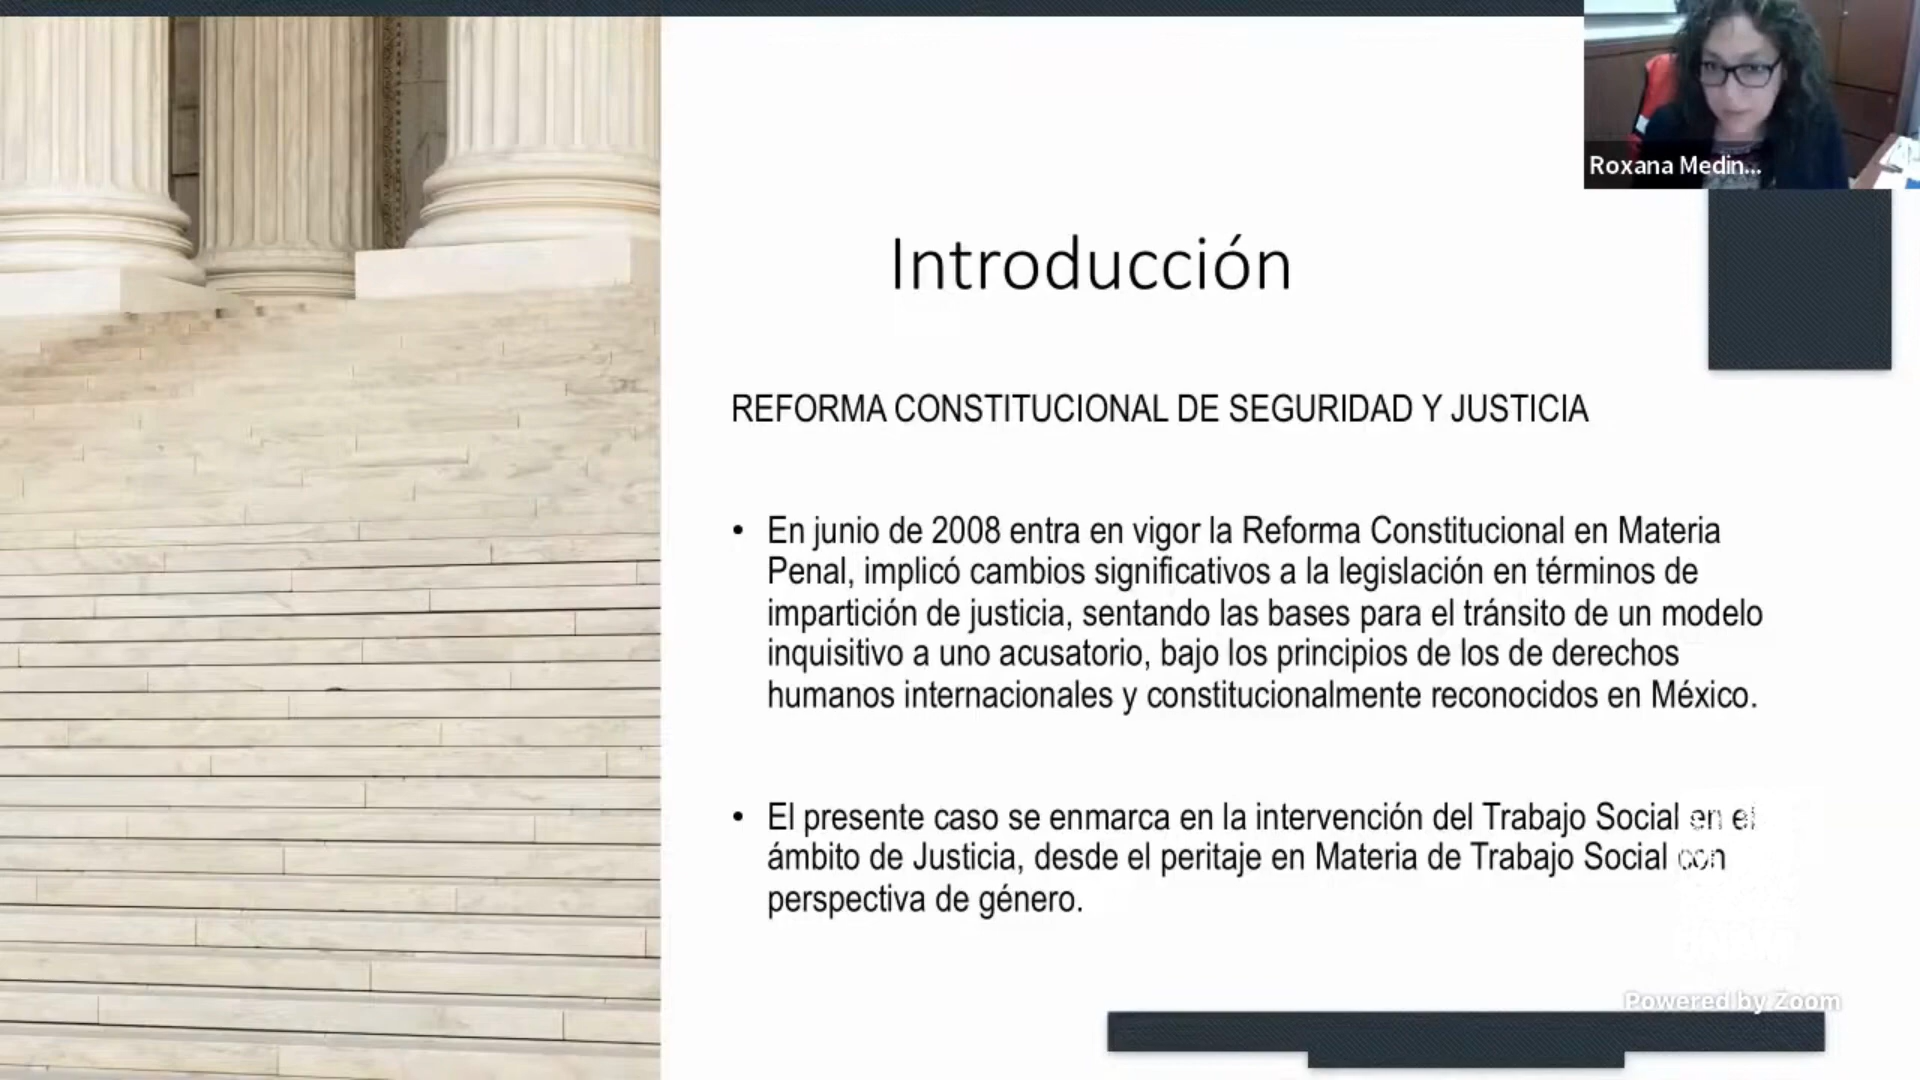 Roxana Medin...
Introducción
REFORMA CONSTITUCIONAL DE SEGURIDAD Y JUSTICIA
• En junio de 2008 entra en vigor la Reforma Constitucional en Materia
Penal, implicó cambios significativos a la legislación en términos de
impartición de justicia, sentando las bases para el tránsito de un modelo
inquisitivo a uno acusatorio, bajo los principios de los de derechos
humanos internacionales y constitucionalmente reconocidos en México.
• El presente caso se enmarca en la intervención del Trabajo Social en el
ámbito de Justicia, desde el peritaje en Materia de Trabajo Social con
perspectiva de género.
Powered by Zoom